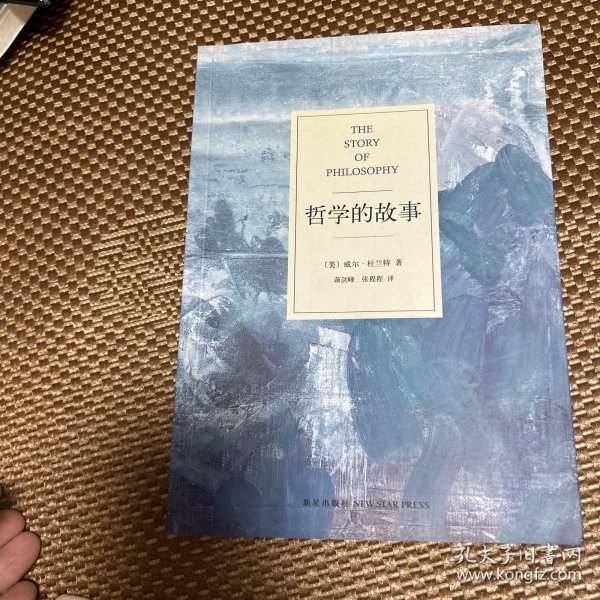 THE
STORY
OF
PHILOSOPHY
哲学的故事
〔美〕威尔·杜兰特 著
蒋剑峰 张程程 译
新星出版社 NEW STAR PRESS
孔夫子旧书网
www.kongfz.com